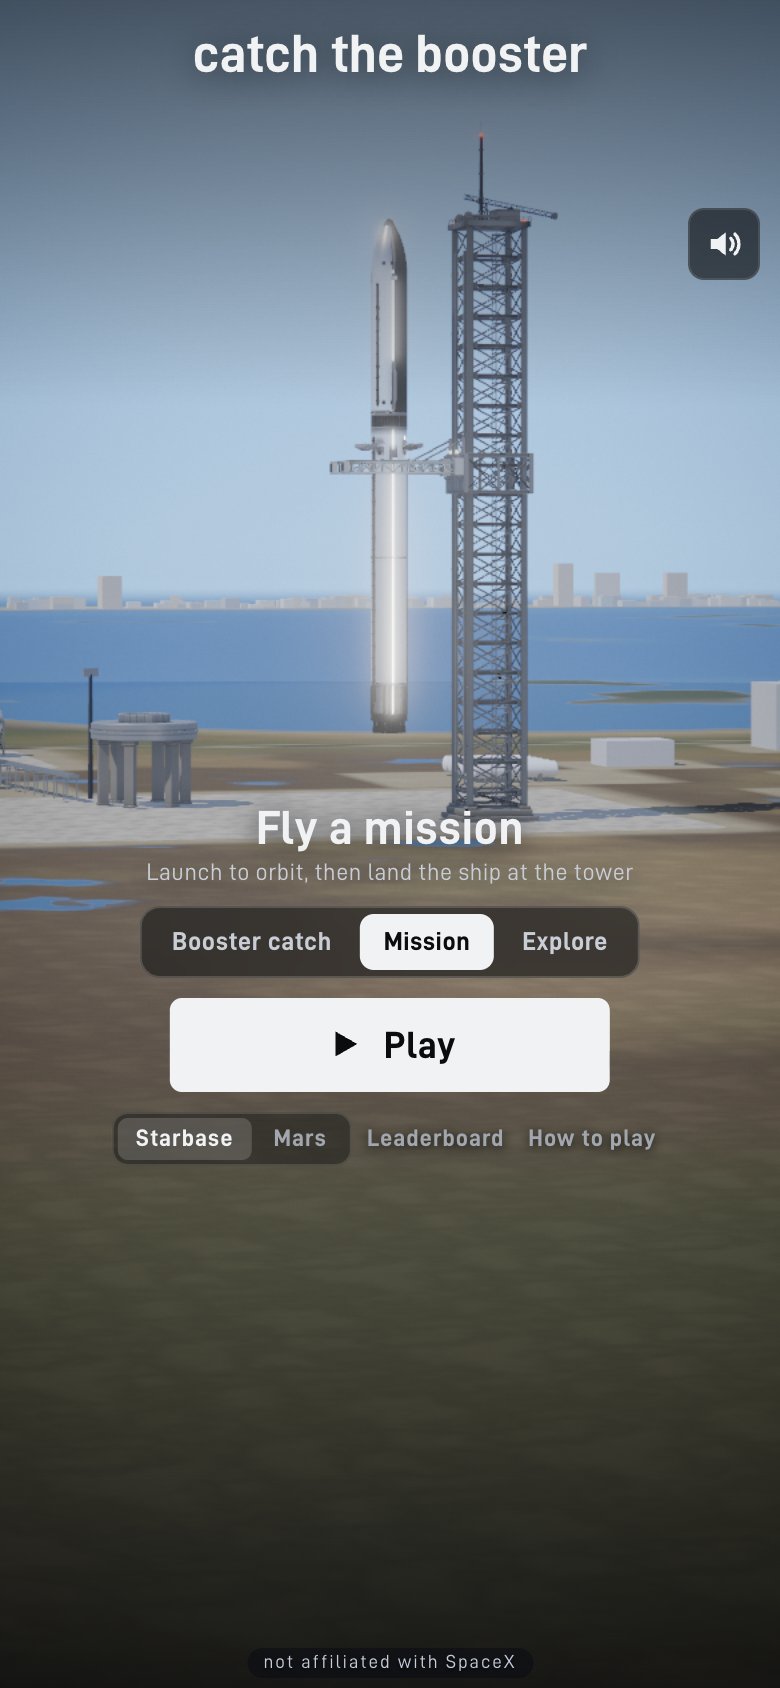 catch the booster
Fly a mission
Launch to orbit, then land the ship at the tower
Booster catch Mission Explore
Play
Starbase Mars Leaderboard How to play
not affiliated with SpaceX